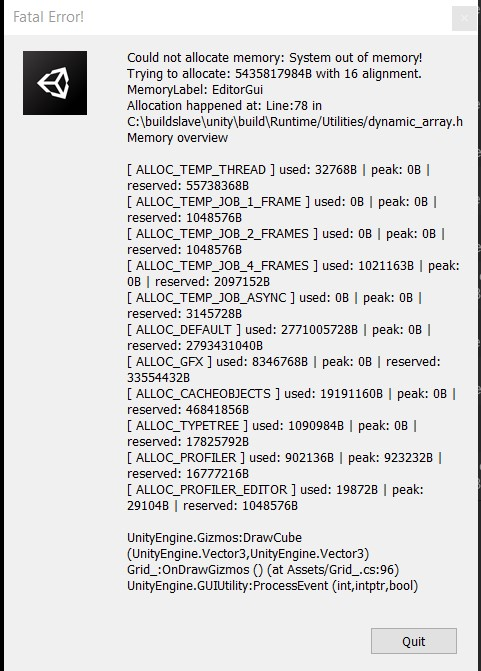 Fatal Error!
Could not allocate memory: System out of memory!
Trying to allocate: 5435817984B with 16 alignment.
MemoryLabel: EditorGui
Allocation happened at: Line:78 in
C:\buildslave\unity\build\Runtime/Utilities/dynamic_array.h
Memory overview
[ ALLOC_TEMP_THREAD ] used: 32768B | peak: 0B |
reserved: 55738368B
[ ALLOC_TEMP_JOB_1_FRAME ] used: 0B | peak: 0B |
reserved: 1048576B
[ ALLOC_TEMP_JOB_2_FRAMES ] used: 0B | peak: 0B |
reserved: 1048576B
[ ALLOC_TEMP_JOB_4_FRAMES ] used: 1021163B | peak:
0B | reserved: 2097152B
[ ALLOC_TEMP_JOB_ASYNC ] used: 0B | peak: 0B |
reserved: 3145728B
[ ALLOC_DEFAULT ] used: 2771005728B | peak: 0B |
reserved: 2793431040B
[ ALLOC_GFX ] used: 8346768B | peak: 0B | reserved:
33554432B
[ ALLOC_CACHEOBJECTS ] used: 19191160B | peak: 0B |
reserved: 46841856B
[ ALLOC_TYPETREE ] used: 1090984B | peak: 0B |
reserved: 17825792B
[ ALLOC_PROFILER ] used: 902136B | peak: 923232B |
reserved: 16777216B
[ ALLOC_PROFILER_EDITOR ] used: 19872B | peak:
29104B | reserved: 1048576B
UnityEngine.Gizmos:DrawCube
(UnityEngine.Vector3,UnityEngine.Vector3)
Grid_:OnDrawGizmos () (at Assets/Grid_.cs:96)
UnityEngine.GUIUtility:ProcessEvent (int,intptr,bool)
Quit